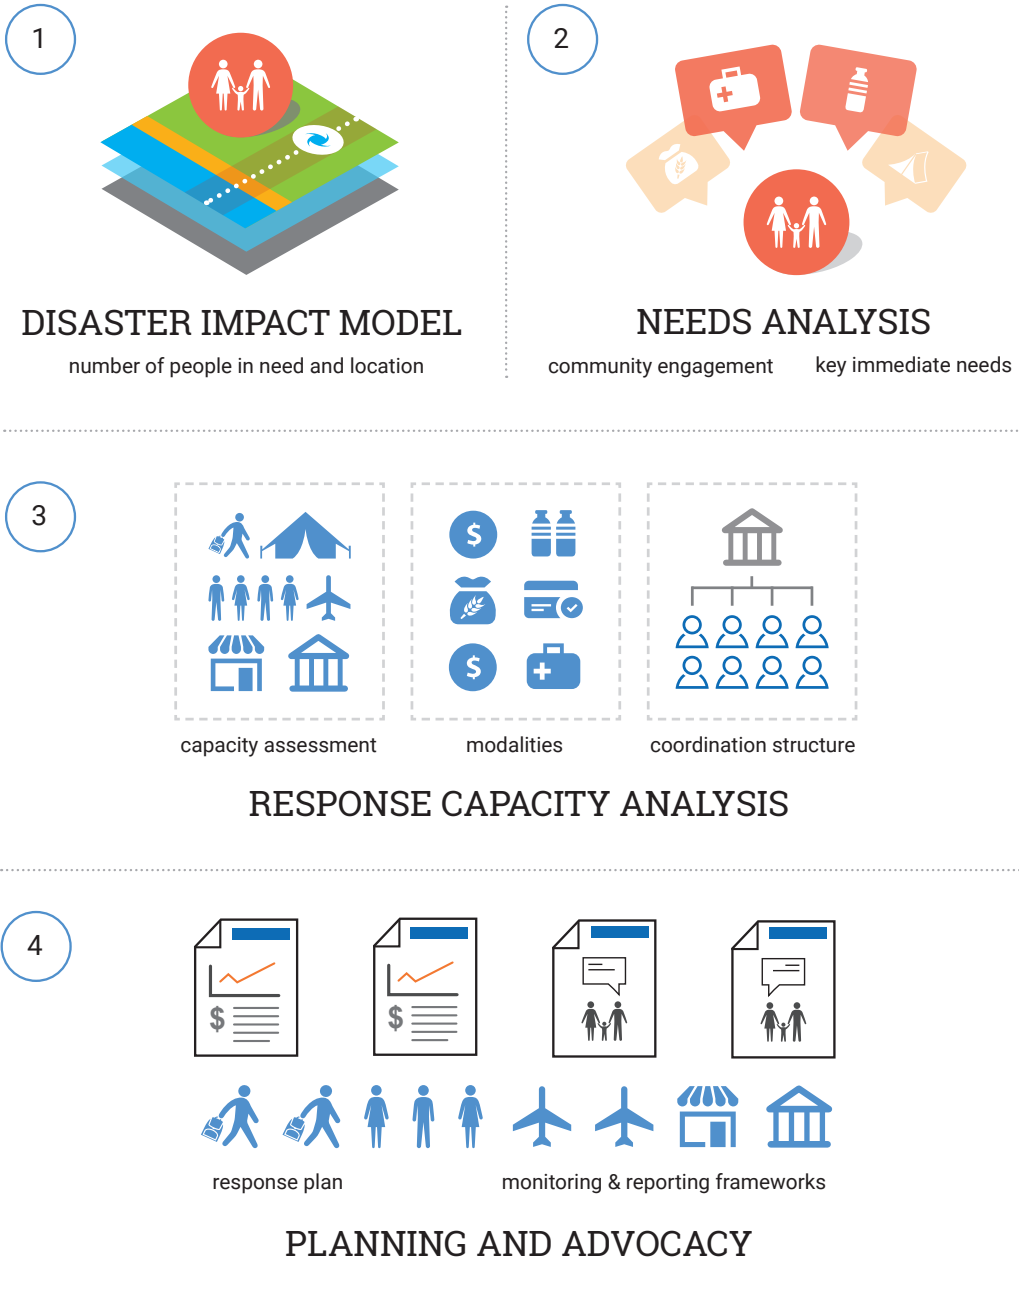 1
DISASTER IMPACT MODEL
number of people in need and location
2
NEEDS ANALYSIS
community engagement
key immediate needs
3
$
$
capacity assessment
modalities
coordination structure
RESPONSE CAPACITY ANALYSIS
4
$
$
response plan
monitoring & reporting frameworks
PLANNING AND ADVOCACY